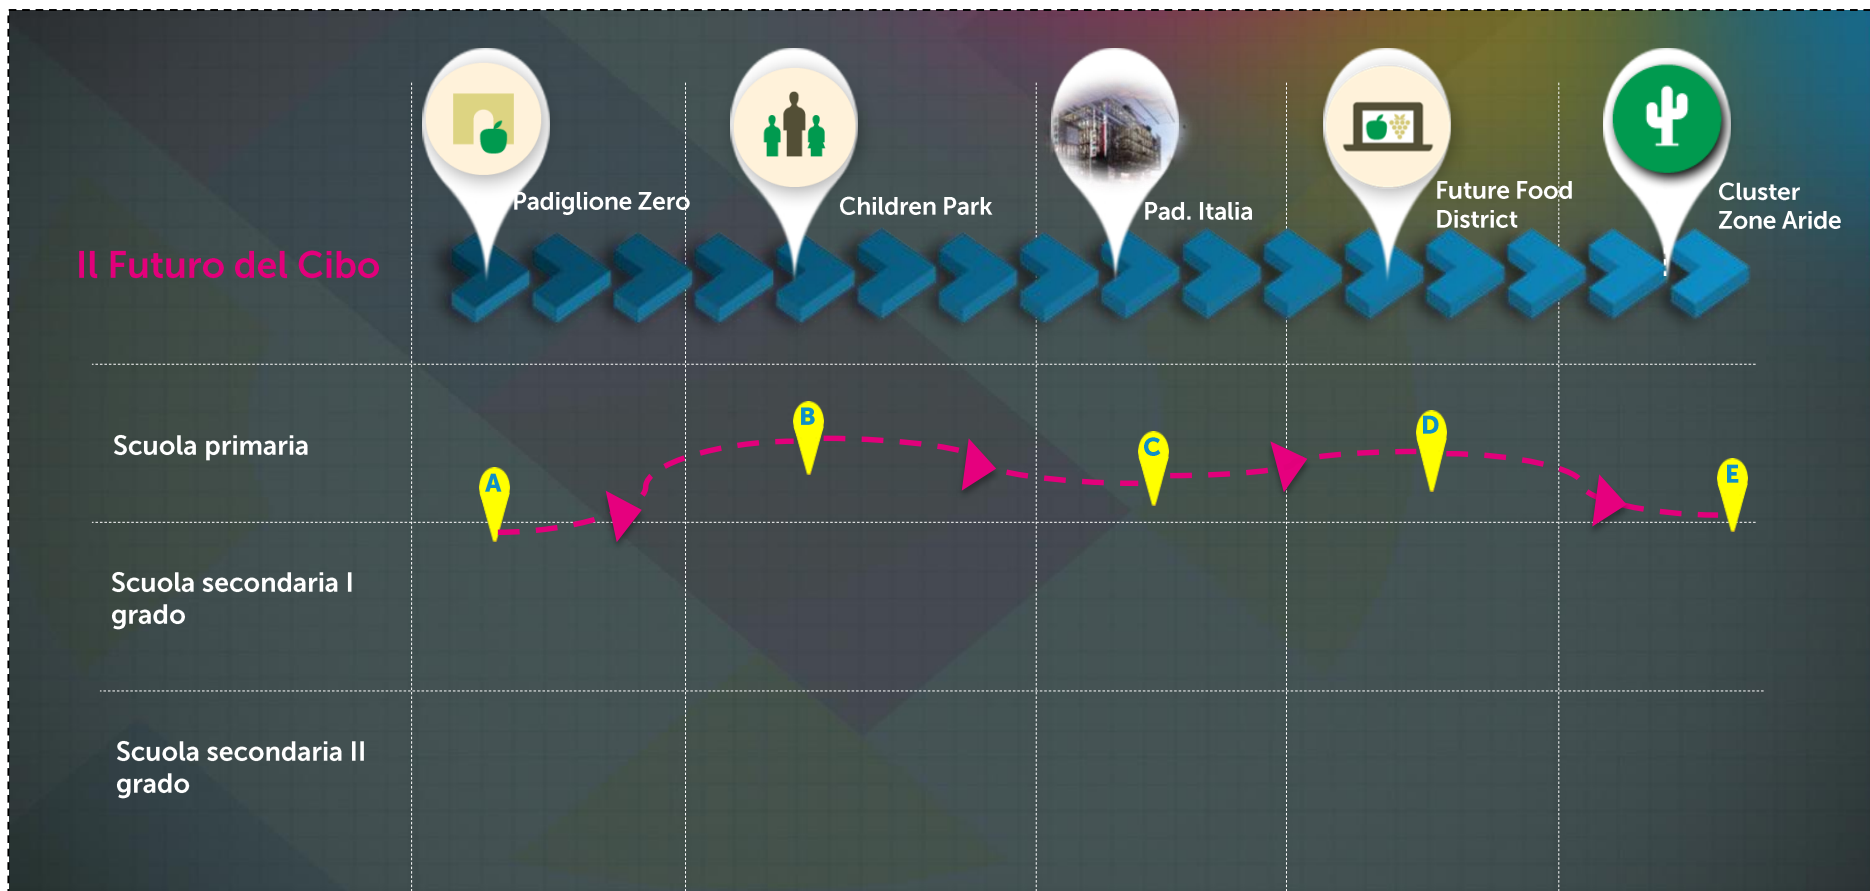 Padiglione Zero
Children Park
Pad. Italia
Future Food
District
Cluster
Zone Aride
Il Futuro del Cibo
Scuola primaria
A
B
C
D
E
Scuola secondaria I
grado
Scuola secondaria II
grado